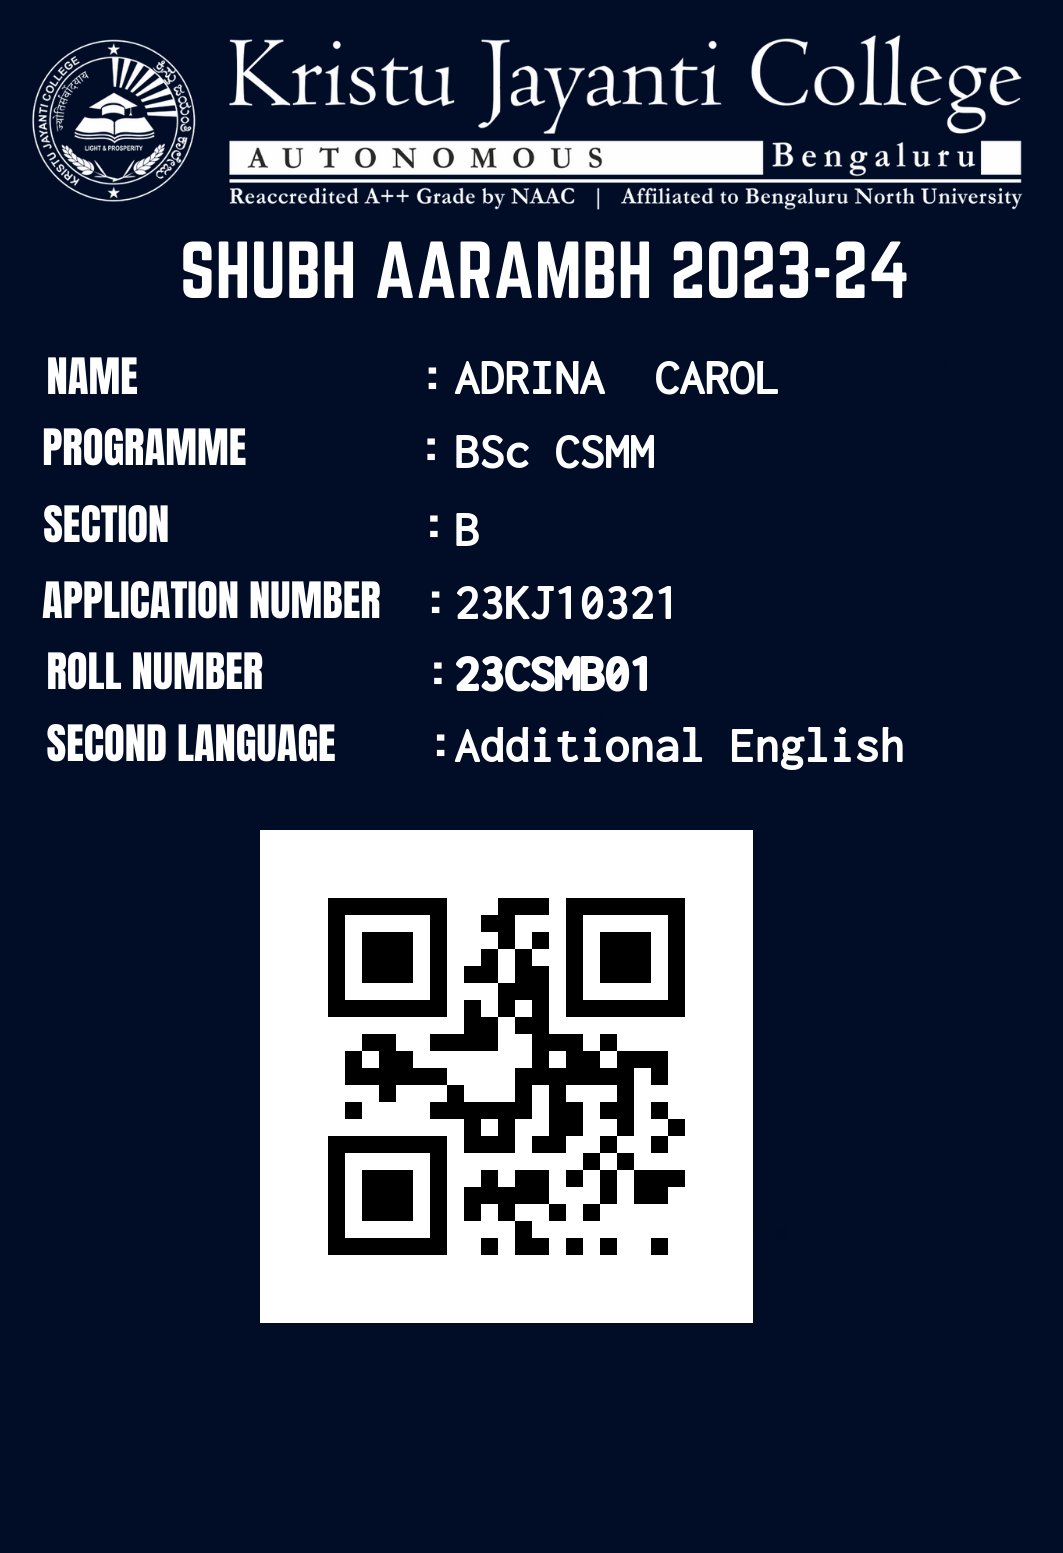 KRISTU JAYANTI COLLEGE
ಕ್ರಿಸ್ತು ಜಯಂತಿ ಕಾಲೇಜು
LIGHT & PROSPERITY
Kristu Jayanti College
AUTONOMOUS Bengaluru
Reaccredited A++ Grade by NAAC | Affiliated to Bengaluru North University
SHUBH AARAMBH 2023-24
NAME : ADRINA CAROL
PROGRAMME : BSc CSMM
SECTION : B
APPLICATION NUMBER : 23KJ10321
ROLL NUMBER : 23CSMB01
SECOND LANGUAGE : Additional English